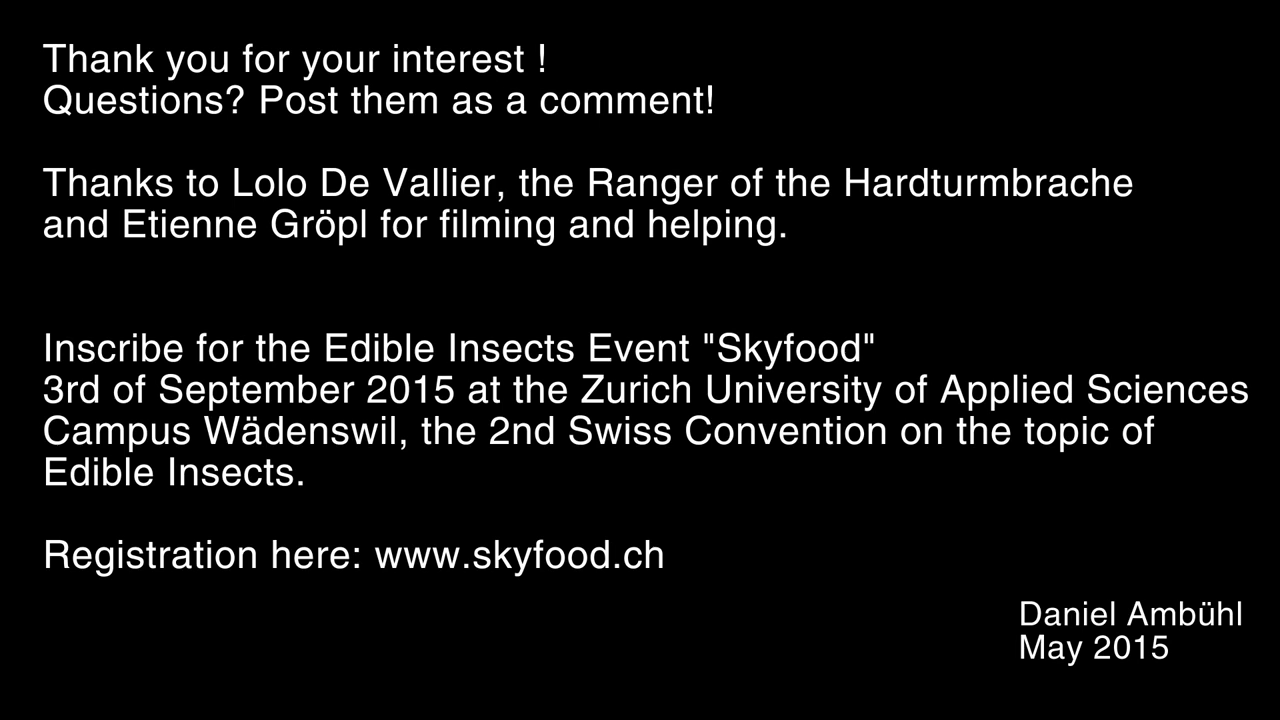 Thank you for your interest !
Questions? Post them as a comment!
Thanks to Lolo De Vallier, the Ranger of the Hardturmbrache
and Etienne Gröpl for filming and helping.
Inscribe for the Edible Insects Event "Skyfood"
3rd of September 2015 at the Zurich University of Applied Sciences
Campus Wädenswil, the 2nd Swiss Convention on the topic of
Edible Insects.
Registration here: www.skyfood.ch
Daniel Ambühl
May 2015